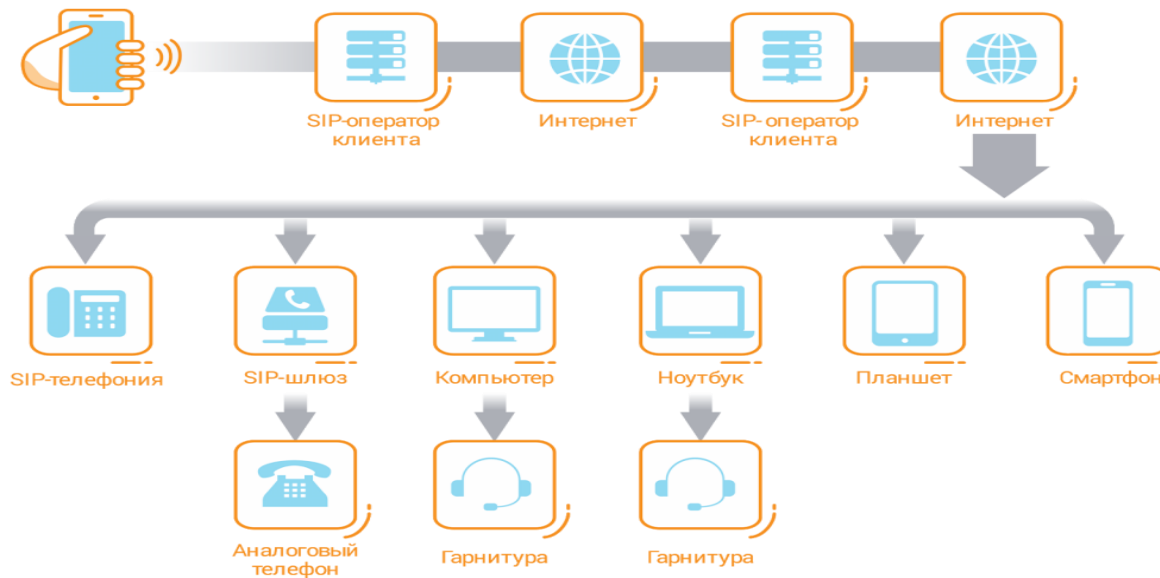 SIP-оператор
клиента
Интернет
SIP- оператор
клиента
Интернет
SIP-телефония
SIP-шлюз
Компьютер
Ноутбук
Планшет
Смартфон
Аналоговый
телефон
Гарнитура
Гарнитура